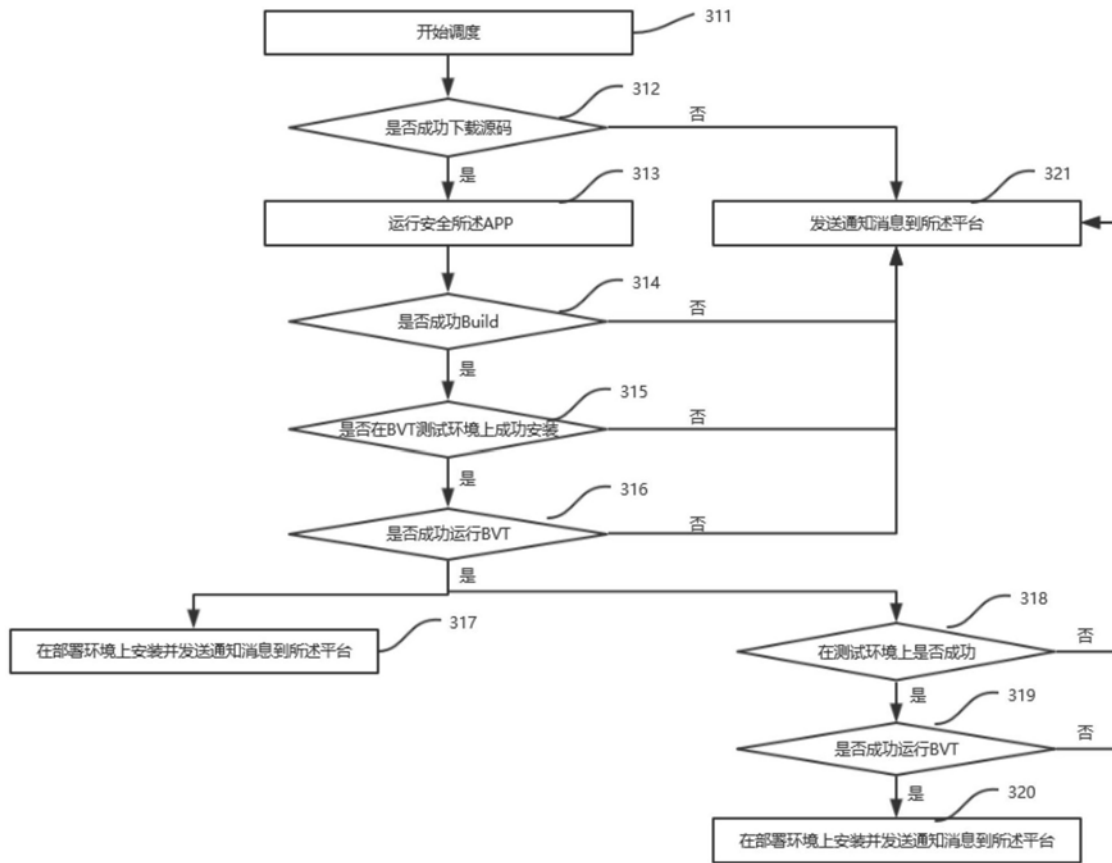 开始调度
311
是否成功下载源码
312
否
是
运行安全所述APP
313
发送通知消息到所述平台
321
是否成功Build
314
否
是
是否在BVT测试环境上成功安装
315
否
是
是否成功运行BVT
316
否
是
在部署环境上安装并发送通知消息到所述平台
317
在测试环境上是否成功
318
否
是
是否成功运行BVT
319
否
是
在部署环境上安装并发送通知消息到所述平台
320